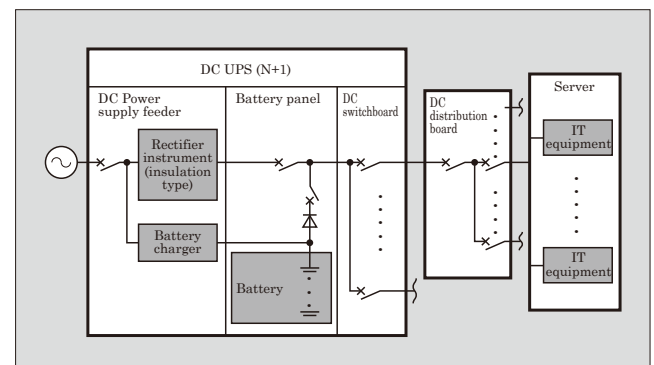 DC UPS (N+1)
DC Power
supply feeder
Battery panel
DC
switchboard
Rectifier
instrument
(insulation
type)
Battery
charger
Battery
DC
distribution
board
Server
IT
equipment
IT
equipment